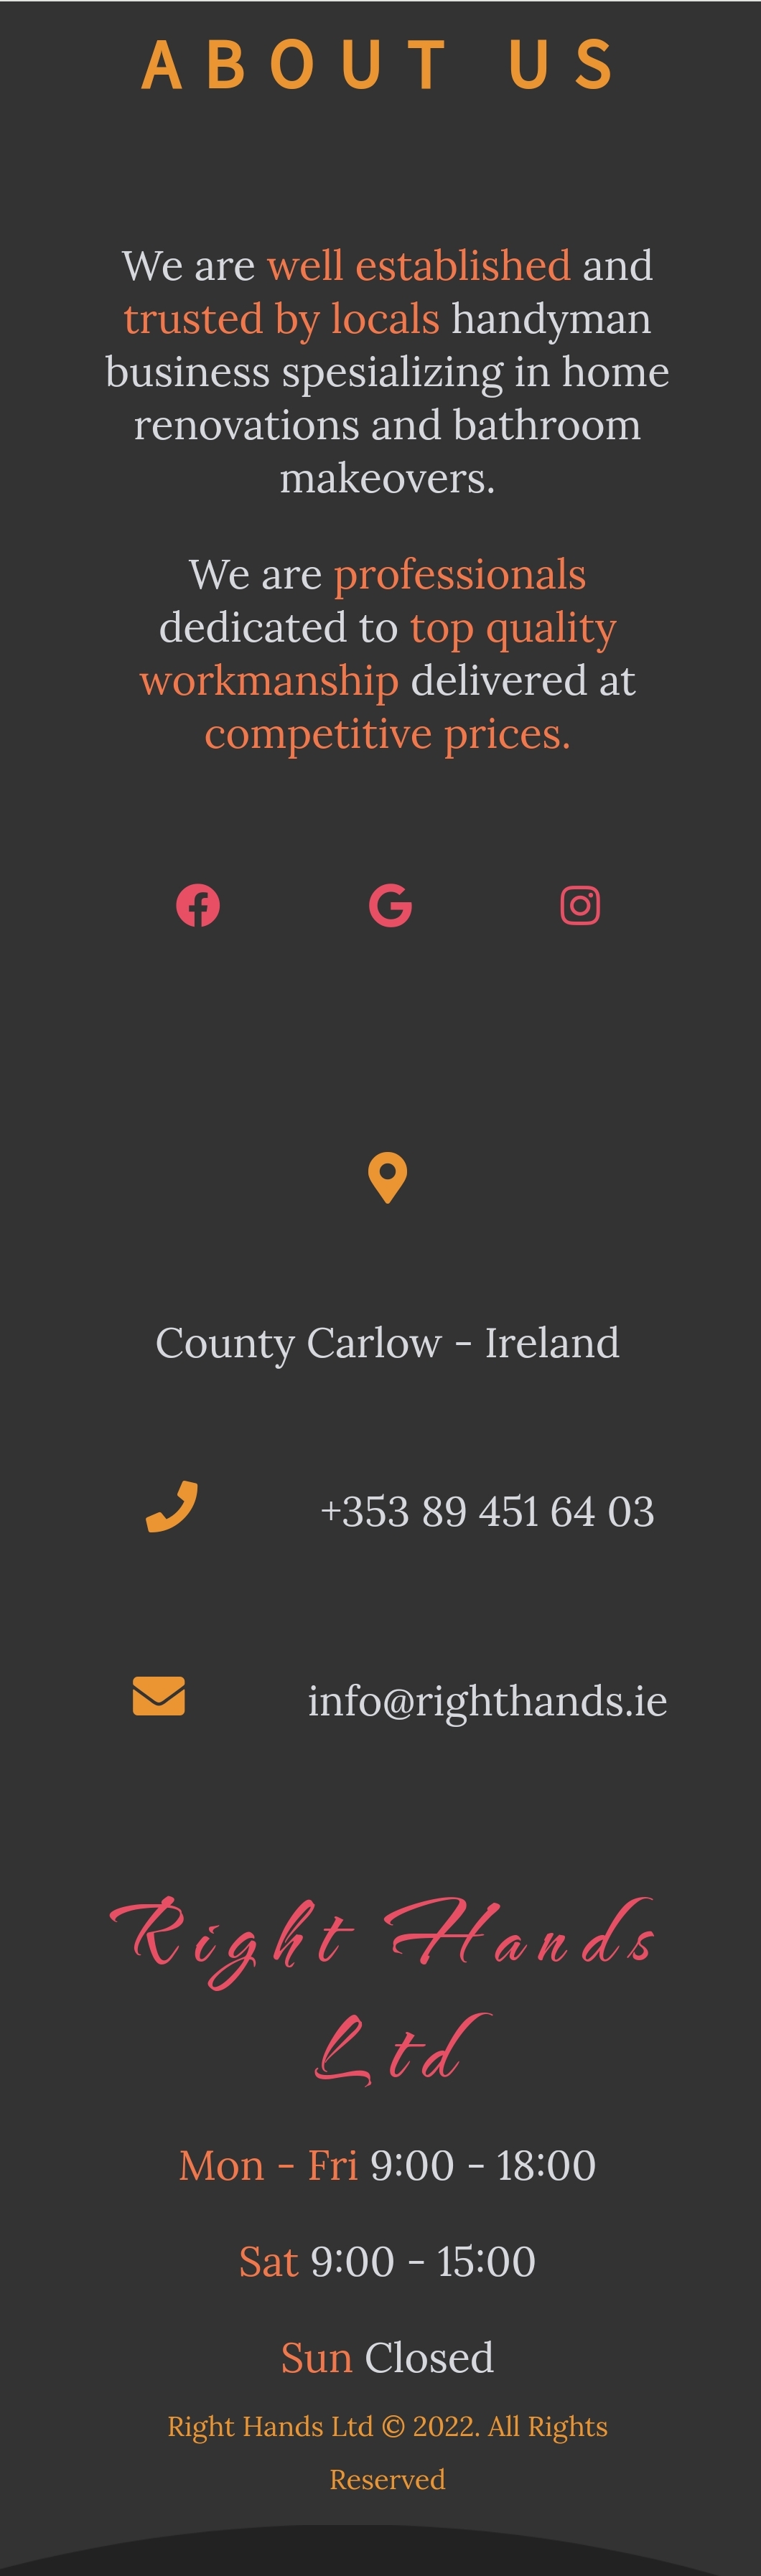 ABOUT US
We are well established and
trusted by locals handyman
business spesializing in home
renovations and bathroom
makeovers.
We are professionals
dedicated to top quality
workmanship delivered at
competitive prices.
County Carlow - Ireland
+353 89 451 64 03
info@righthands.ie
Right Hands
Ltd
Mon - Fri 9:00 - 18:00
Sat 9:00 - 15:00
Sun Closed
Right Hands Ltd © 2022. All Rights
Reserved